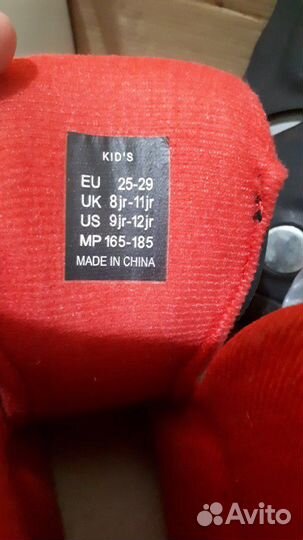 KID'S
EU 25-29
UK 8jr-11jr
US 9jr-12jr
MP 165-185
MADE IN CHINA
Avito